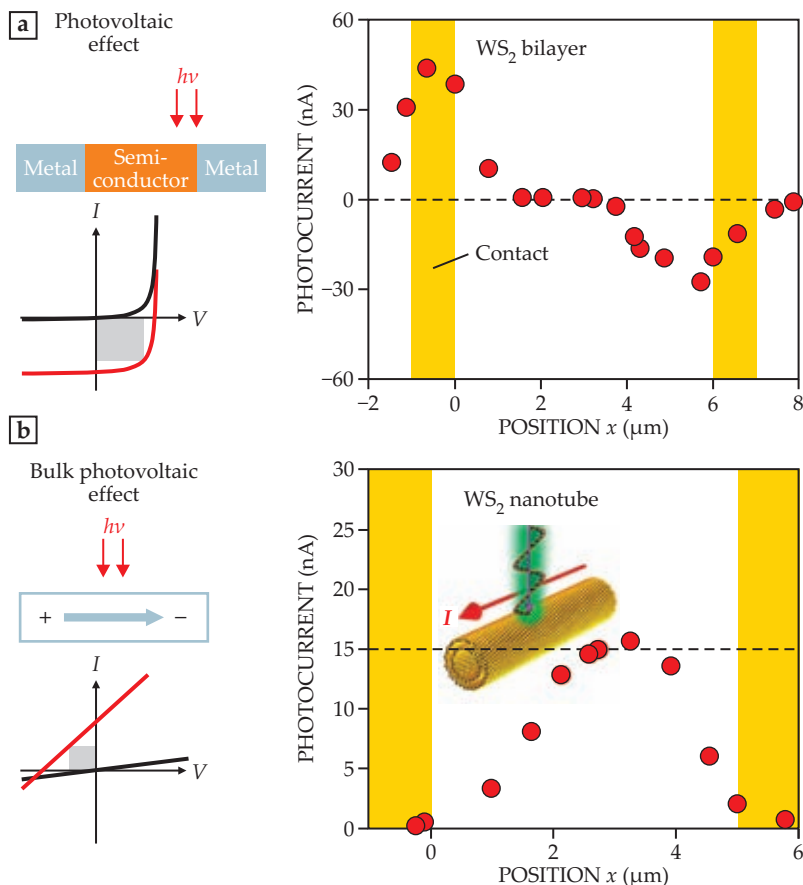 a
Photovoltaic
effect
hν
Metal
Semi-
conductor
Metal
I
V
PHOTOCURRENT (nA)
60
30
0
−30
−60
WS₂ bilayer
Contact
−2
0
2
4
6
8
POSITION x (μm)
b
Bulk photovoltaic
effect
hν
+
−
I
V
PHOTOCURRENT (nA)
30
25
20
15
10
5
0
WS₂ nanotube
I
0
2
4
6
POSITION x (μm)